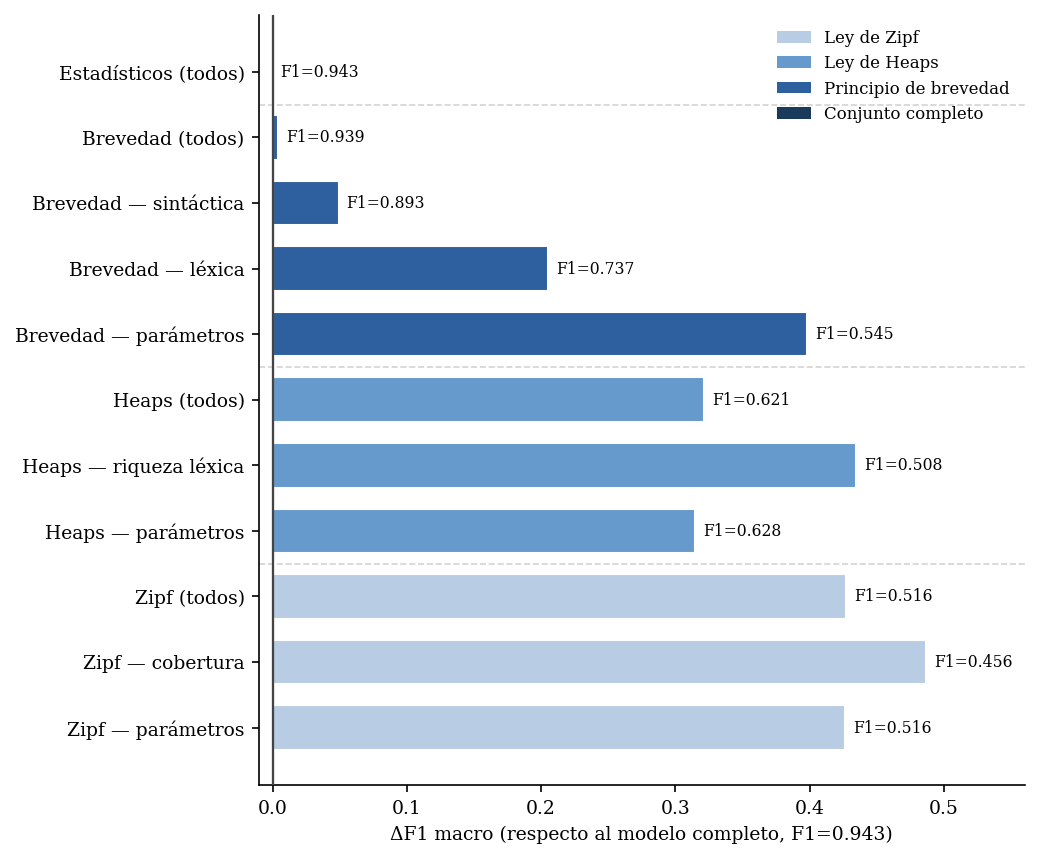 Ley de Zipf
Ley de Heaps
Principio de brevedad
Conjunto completo
Estadísticos (todos) F1=0.943
Brevedad (todos) F1=0.939
Brevedad — sintáctica F1=0.893
Brevedad — léxica F1=0.737
Brevedad — parámetros F1=0.545
Heaps (todos) F1=0.621
Heaps — riqueza léxica F1=0.508
Heaps — parámetros F1=0.628
Zipf (todos) F1=0.516
Zipf — cobertura F1=0.456
Zipf — parámetros F1=0.516
0.0 0.1 0.2 0.3 0.4 0.5
ΔF1 macro (respecto al modelo completo, F1=0.943)